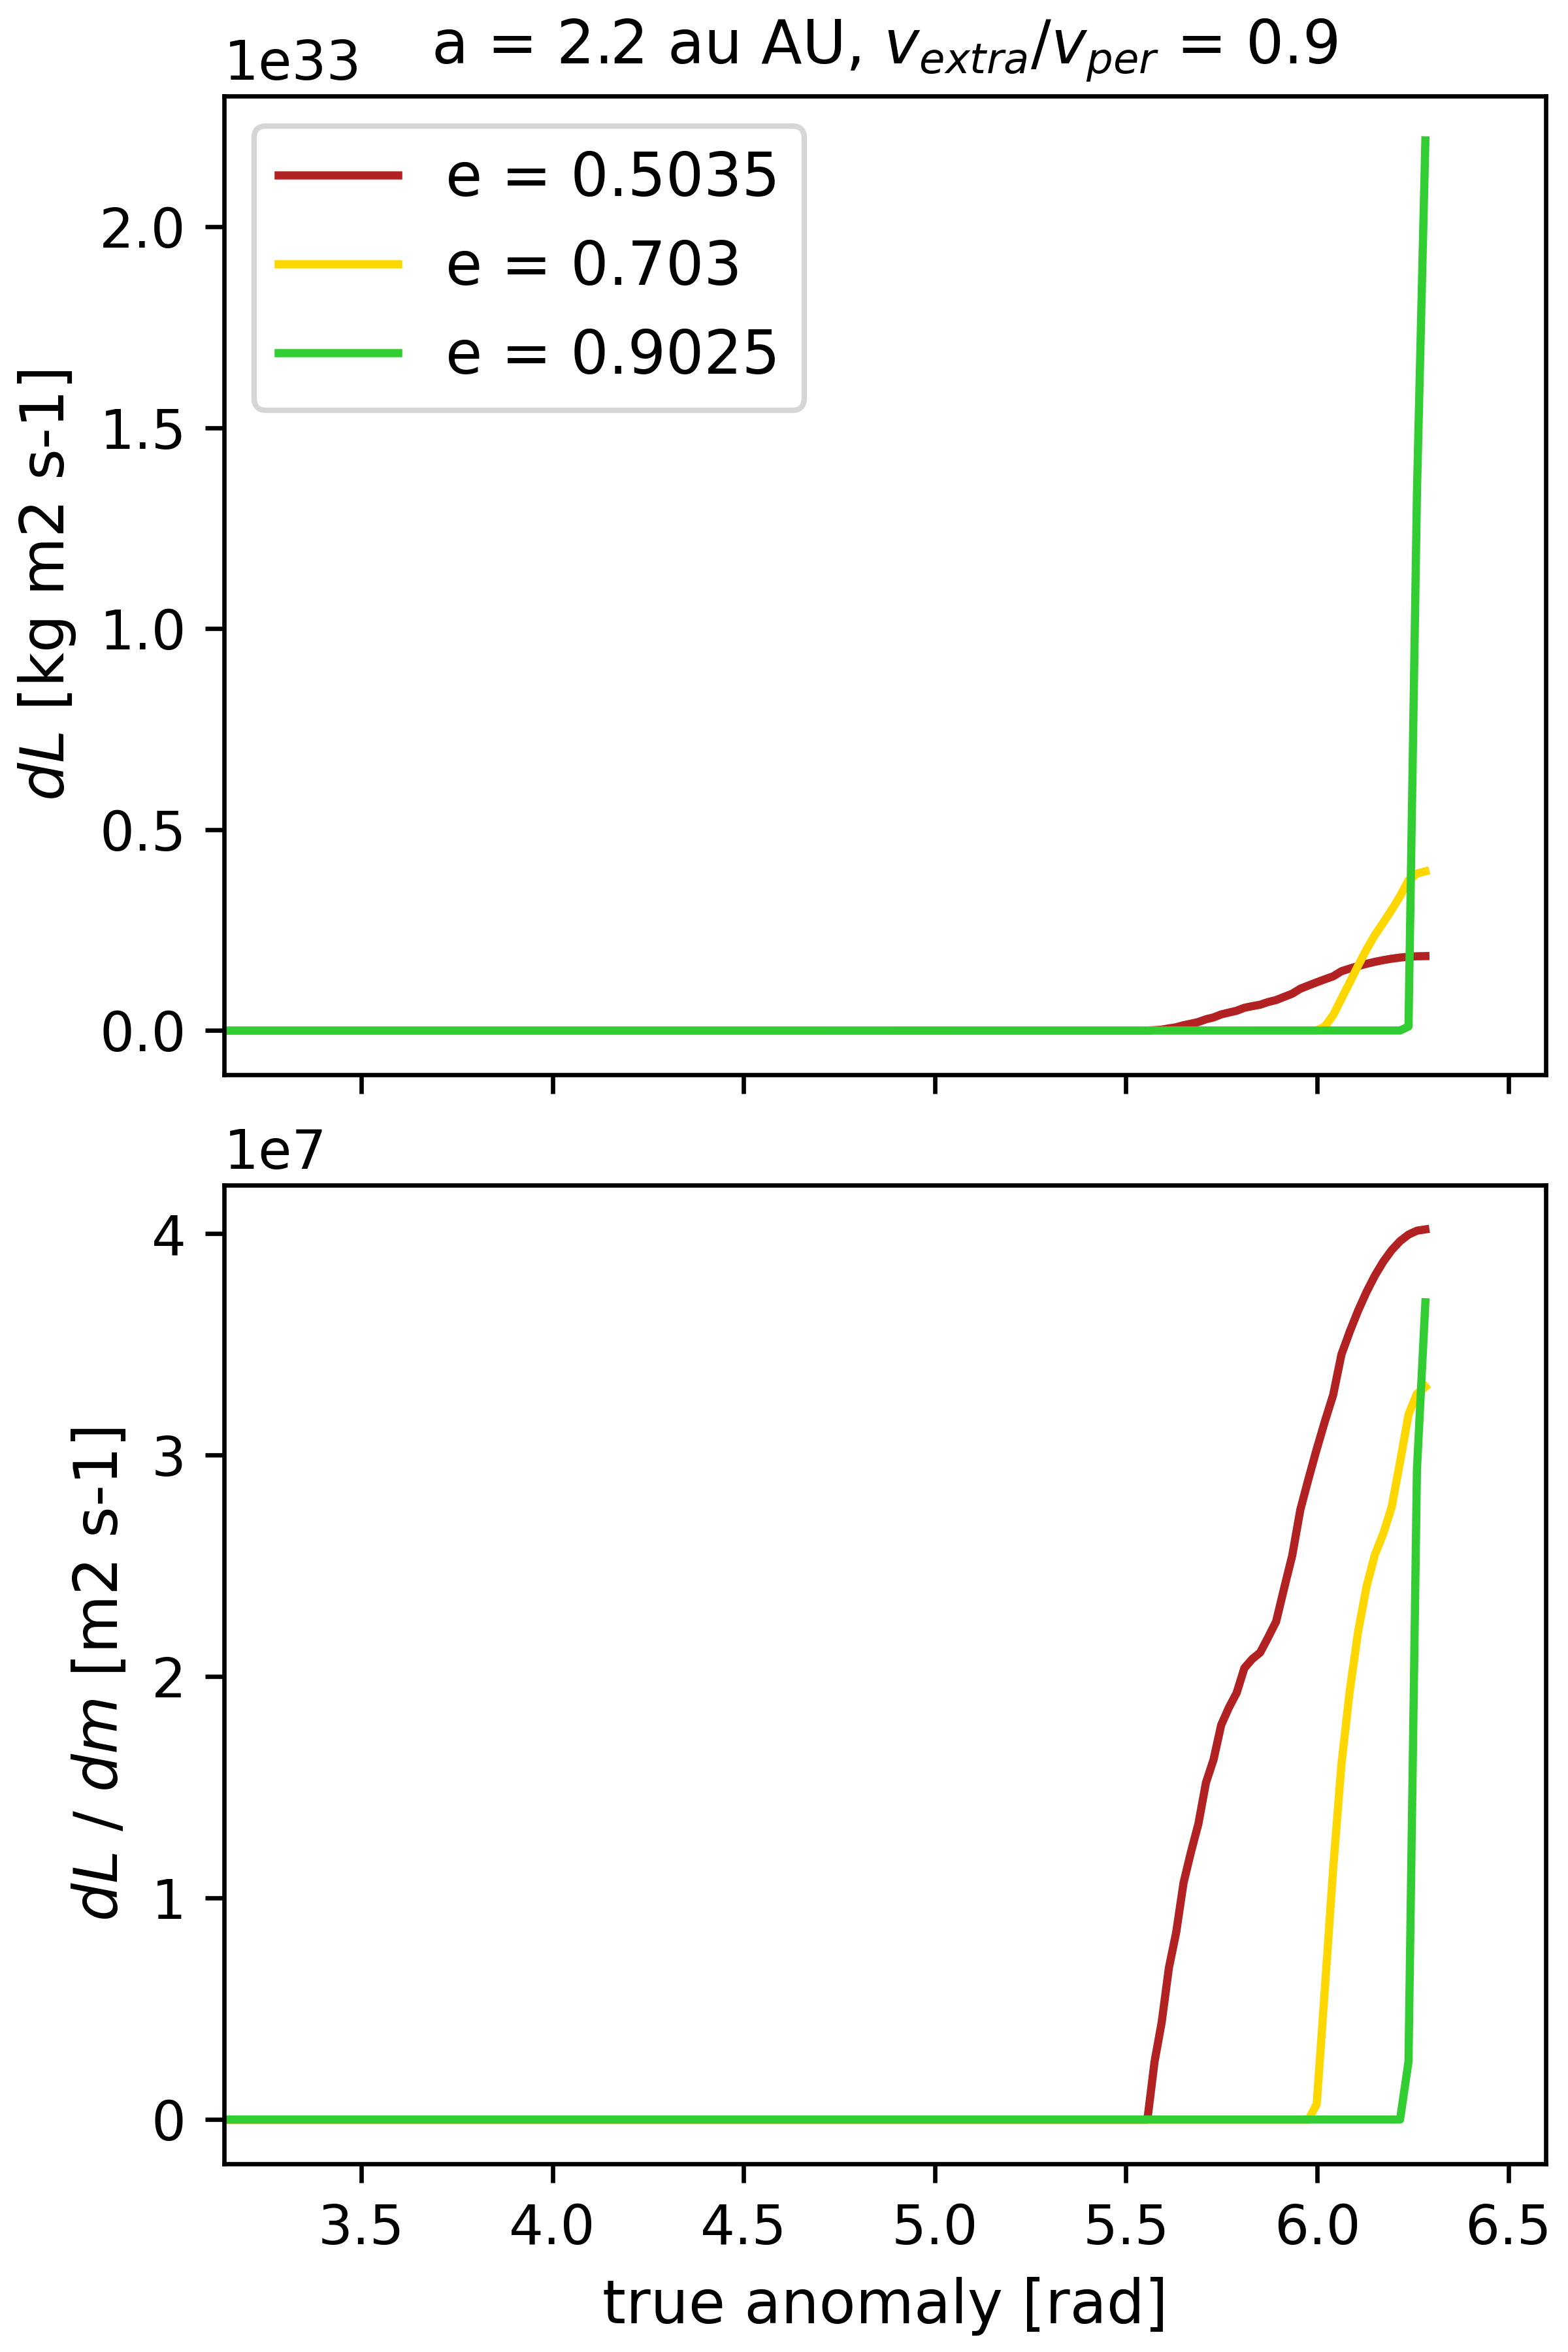 1e33
a = 2.2 au AU, v_extra/v_per = 0.9
e = 0.5035
e = 0.703
e = 0.9025
2.0
1.5
1.0
0.5
0.0
dL [kg m2 s-1]
1e7
4
3
2
1
0
dL / dm [m2 s-1]
3.5 4.0 4.5 5.0 5.5 6.0 6.5
true anomaly [rad]